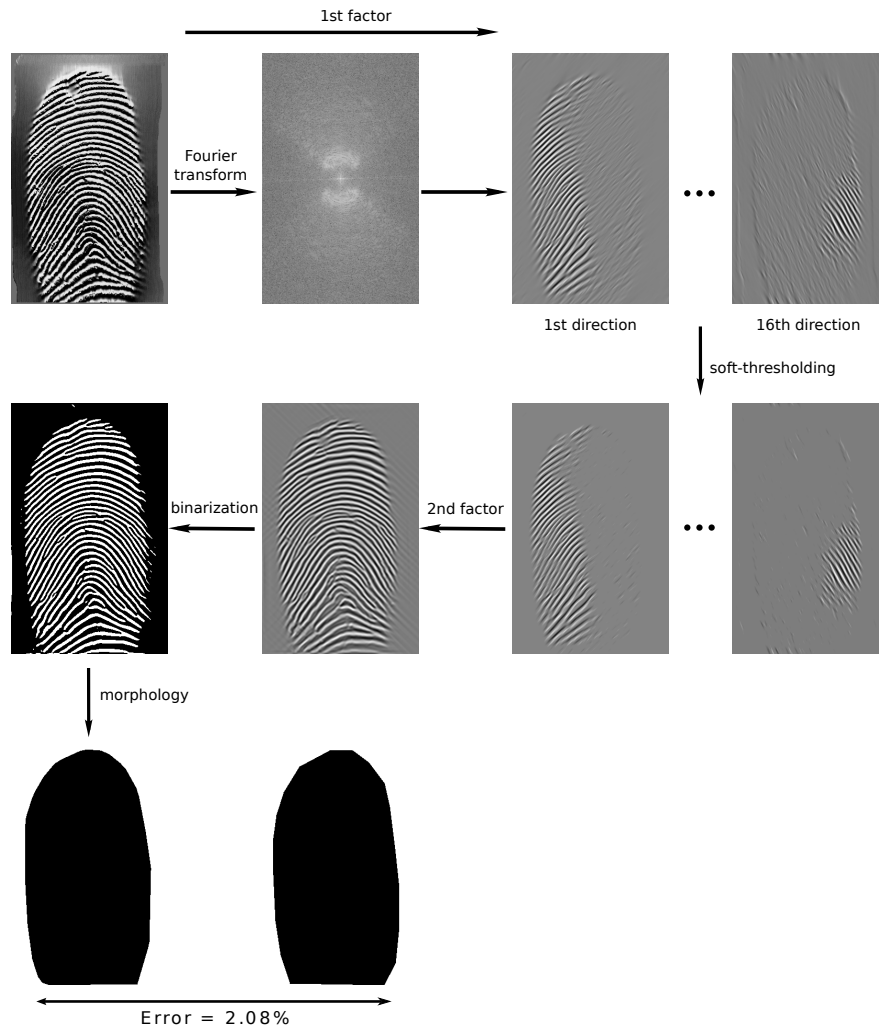 1st factor
Fourier
transform
1st direction
16th direction
soft-thresholding
binarization
2nd factor
morphology
Error = 2.08%